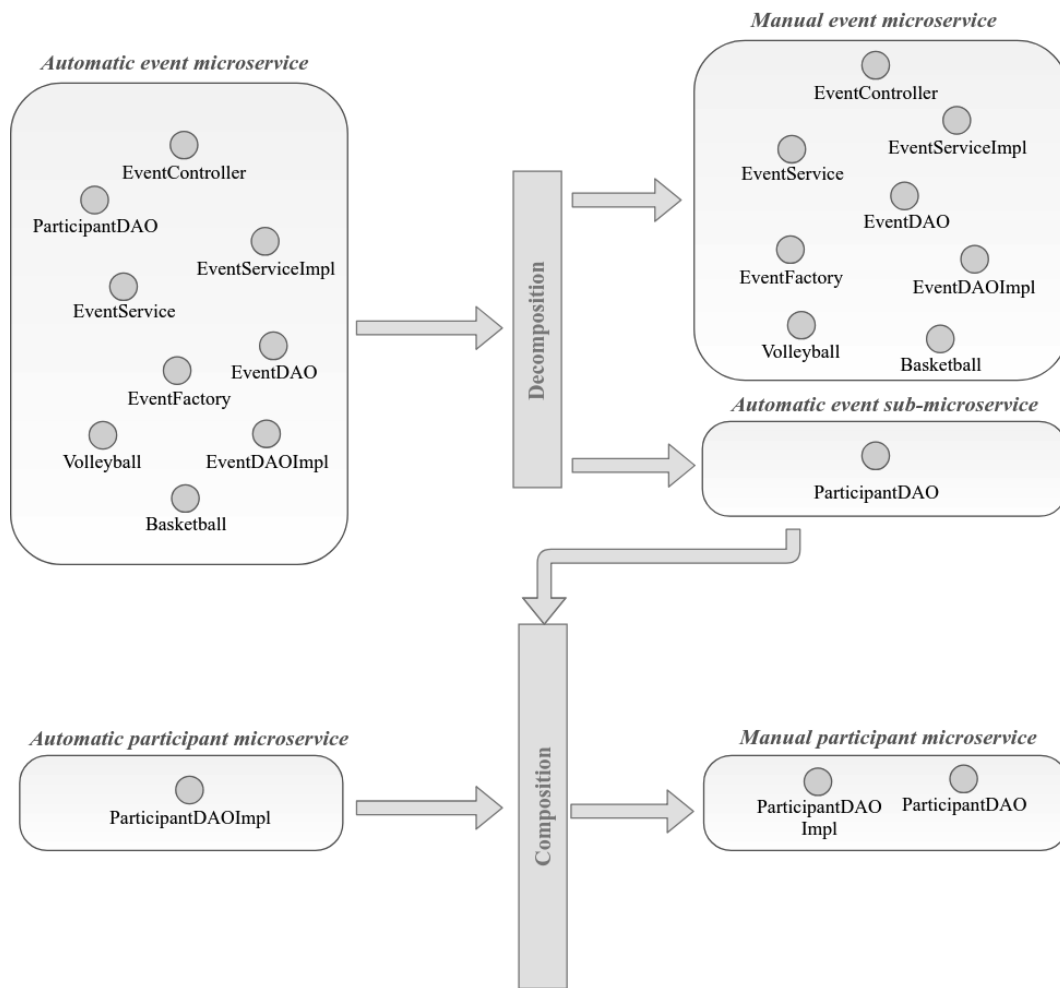 Automatic event microservice
EventController
ParticipantDAO
EventServiceImpl
EventService
EventDAO
EventFactory
Volleyball
EventDAOImpl
Basketball
Decomposition
Manual event microservice
EventController
EventServiceImpl
EventService
EventDAO
EventFactory
EventDAOImpl
Volleyball
Basketball
Automatic event sub-microservice
ParticipantDAO
Automatic participant microservice
ParticipantDAOImpl
Composition
Manual participant microservice
ParticipantDAO
Impl
ParticipantDAO